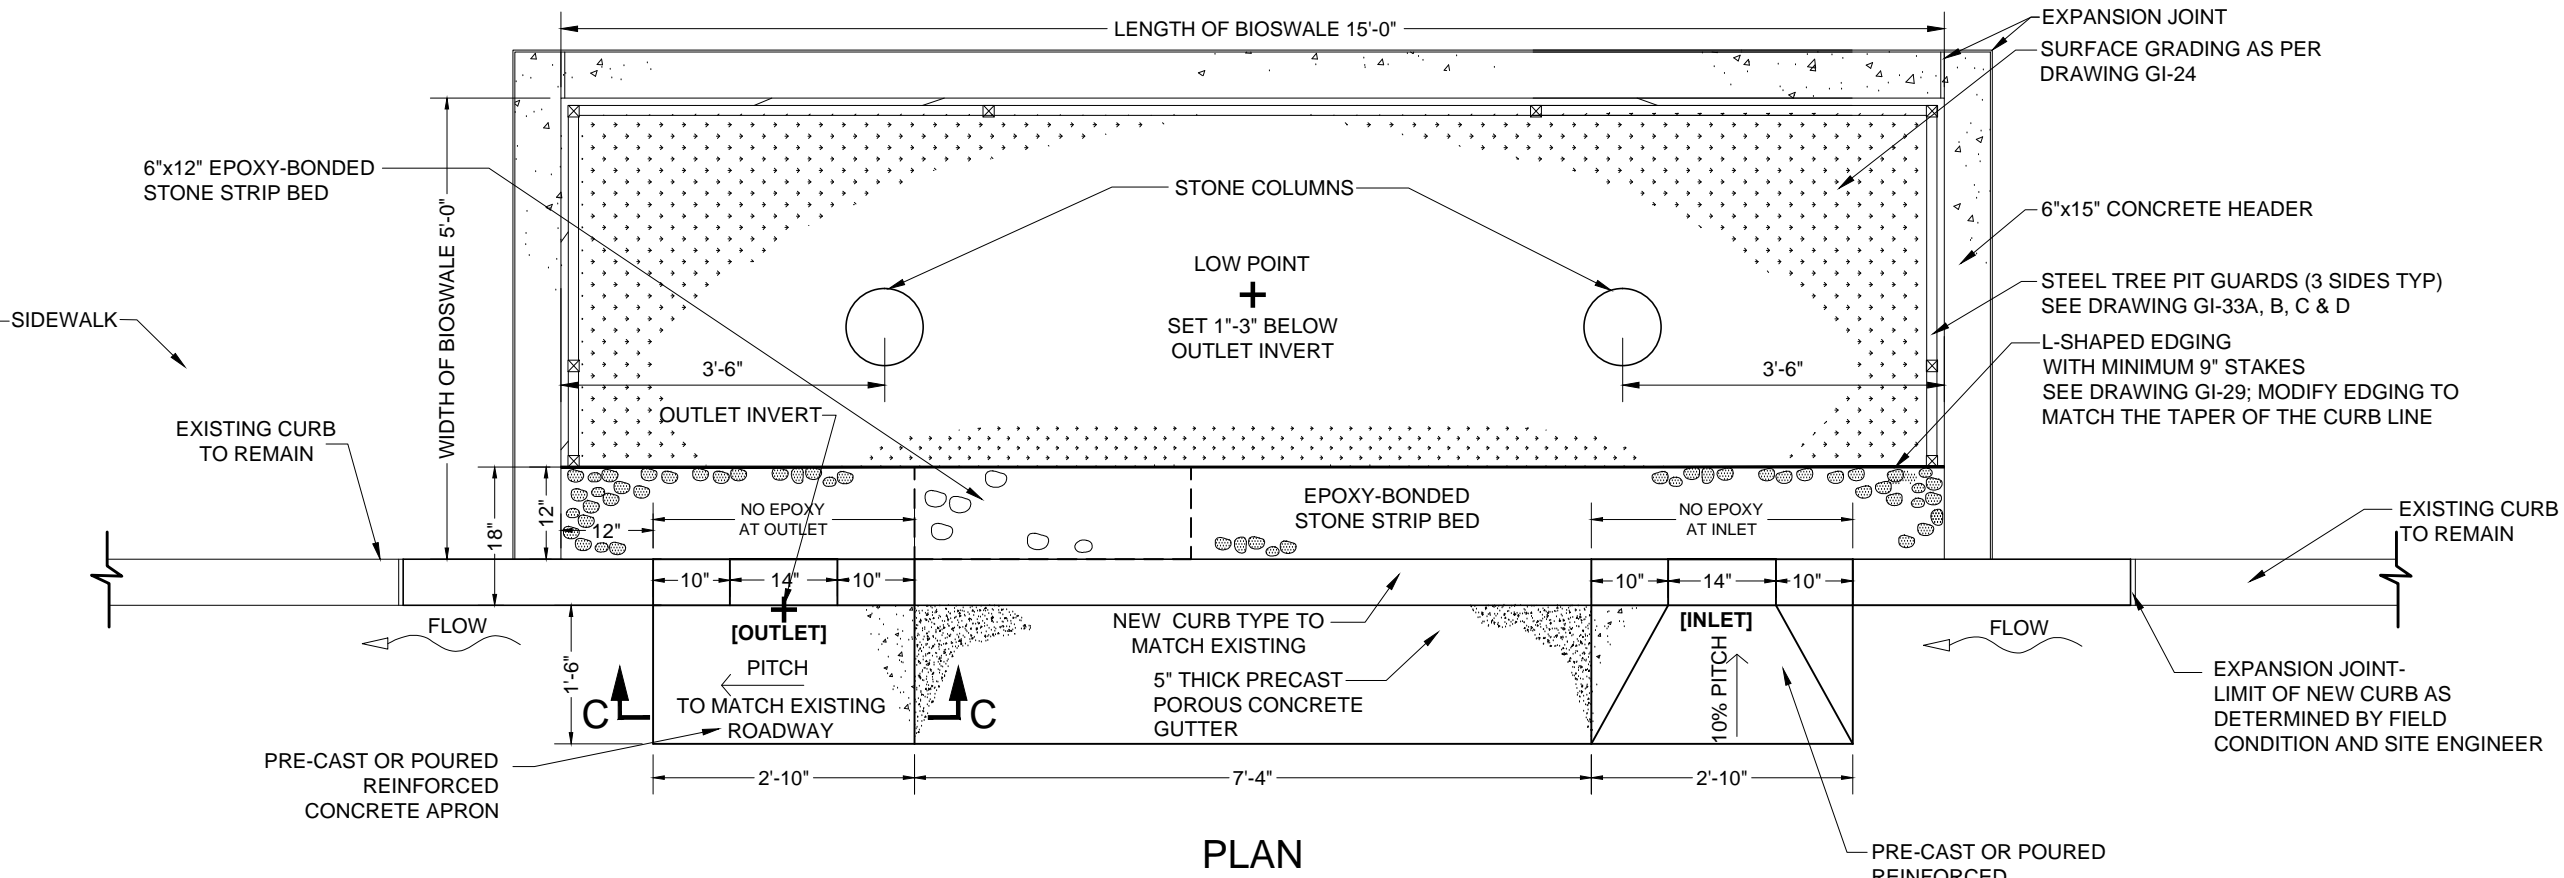 LENGTH OF BIOSWALE 15'-0"
EXPANSION JOINT
SURFACE GRADING AS PER
DRAWING GI-24
6"x12" EPOXY-BONDED
STONE STRIP BED
WIDTH OF BIOSWALE 5'-0"
STONE COLUMNS
6"x15" CONCRETE HEADER
LOW POINT
SET 1"-3" BELOW
OUTLET INVERT
STEEL TREE PIT GUARDS (3 SIDES TYP)
SEE DRAWING GI-33A, B, C & D
SIDEWALK
L-SHAPED EDGING
WITH MINIMUM 9" STAKES
SEE DRAWING GI-29; MODIFY EDGING TO
MATCH THE TAPER OF THE CURB LINE
3'-6"
3'-6"
OUTLET INVERT
EXISTING CURB
TO REMAIN
18"
12"
12"
NO EPOXY
AT OUTLET
EPOXY-BONDED
STONE STRIP BED
NO EPOXY
AT INLET
EXISTING CURB
TO REMAIN
10"
14"
10"
10"
14"
10"
FLOW
[OUTLET]
PITCH
TO MATCH EXISTING
ROADWAY
1'-6"
C
C
NEW CURB TYPE TO
MATCH EXISTING
5" THICK PRECAST
POROUS CONCRETE
GUTTER
[INLET]
10% PITCH
FLOW
EXPANSION JOINT-
LIMIT OF NEW CURB AS
DETERMINED BY FIELD
CONDITION AND SITE ENGINEER
PRE-CAST OR POURED
REINFORCED
CONCRETE APRON
2'-10"
7'-4"
2'-10"
PLAN
PRE-CAST OR POURED
REINFORCED